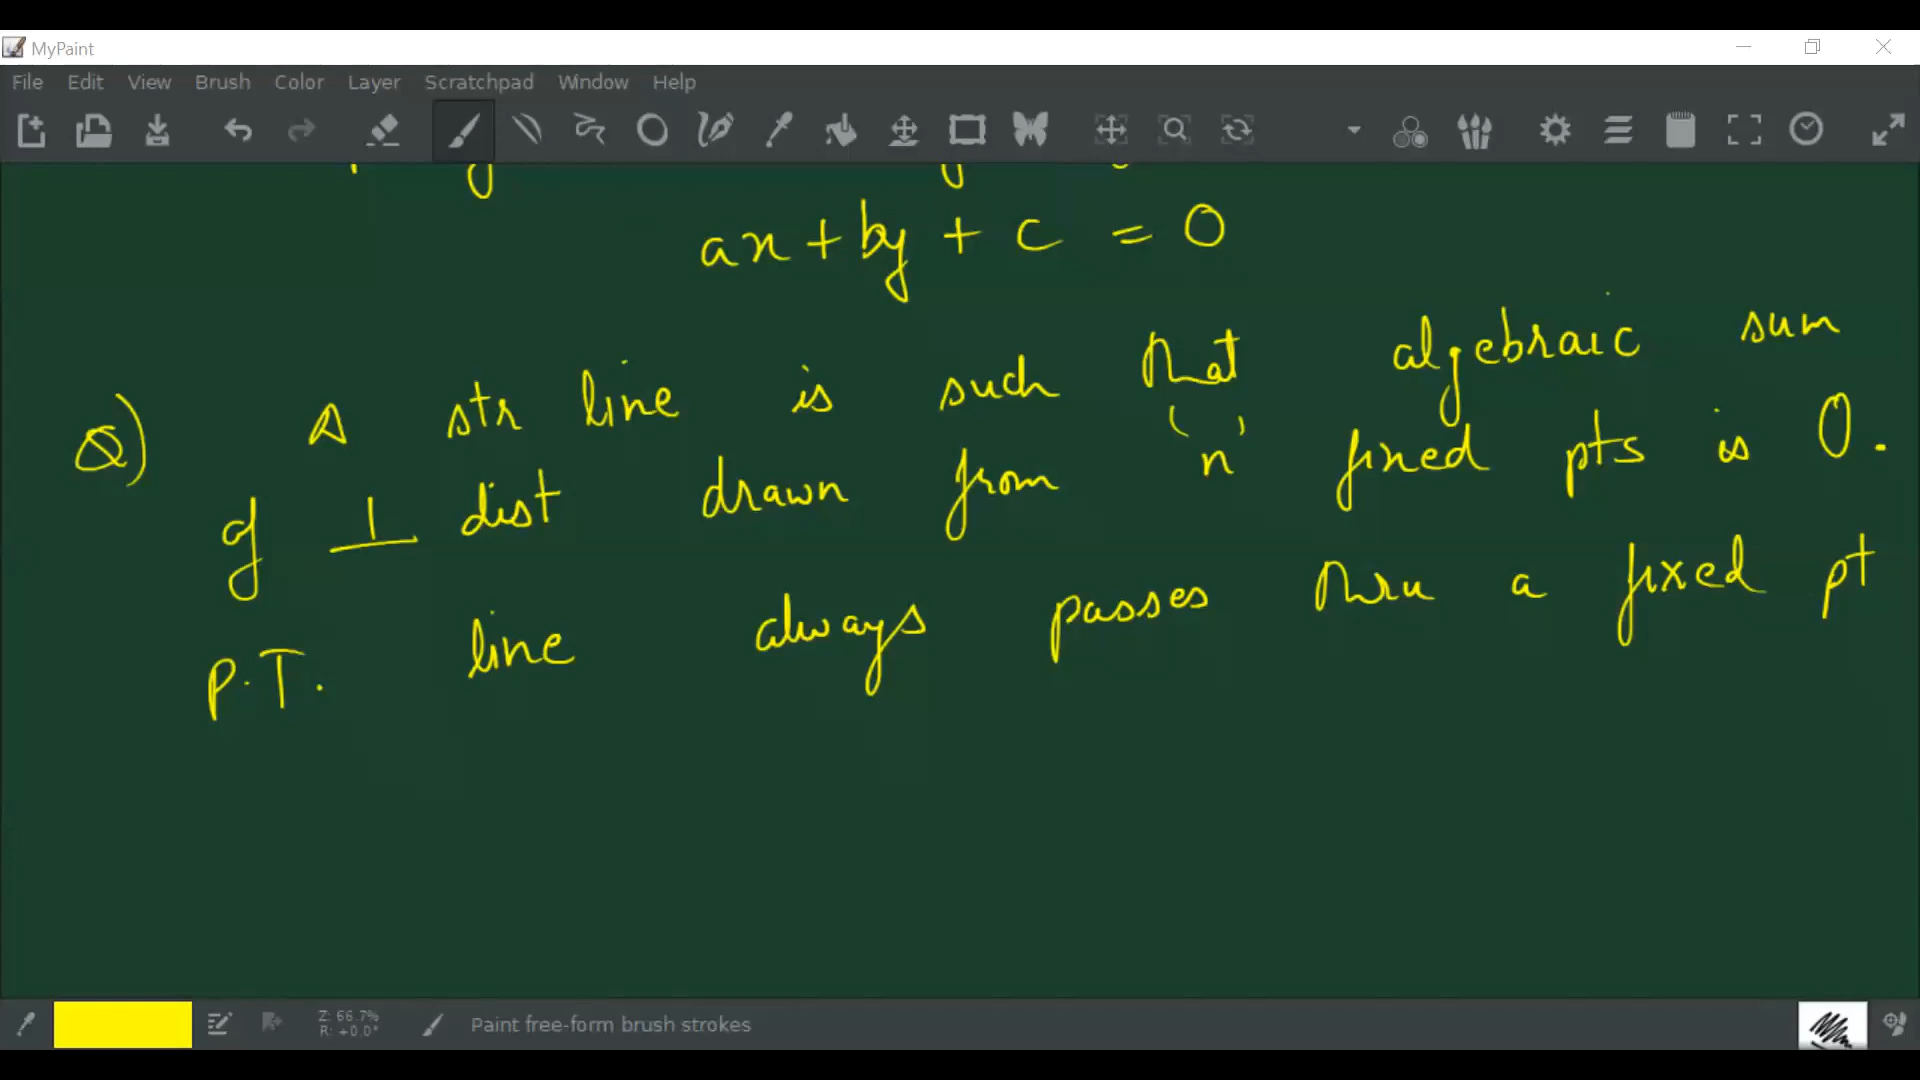 MyPaint
File Edit View Brush Color Layer Scratchpad Window Help
ax + by + c = 0
Q) A str line is such that algebraic sum
of ⊥ dist drawn from 'n' fixed pts is 0.
P.T. line always passes thru a fixed pt
Z: 66.7%
R: +0.0°
Paint free-form brush strokes